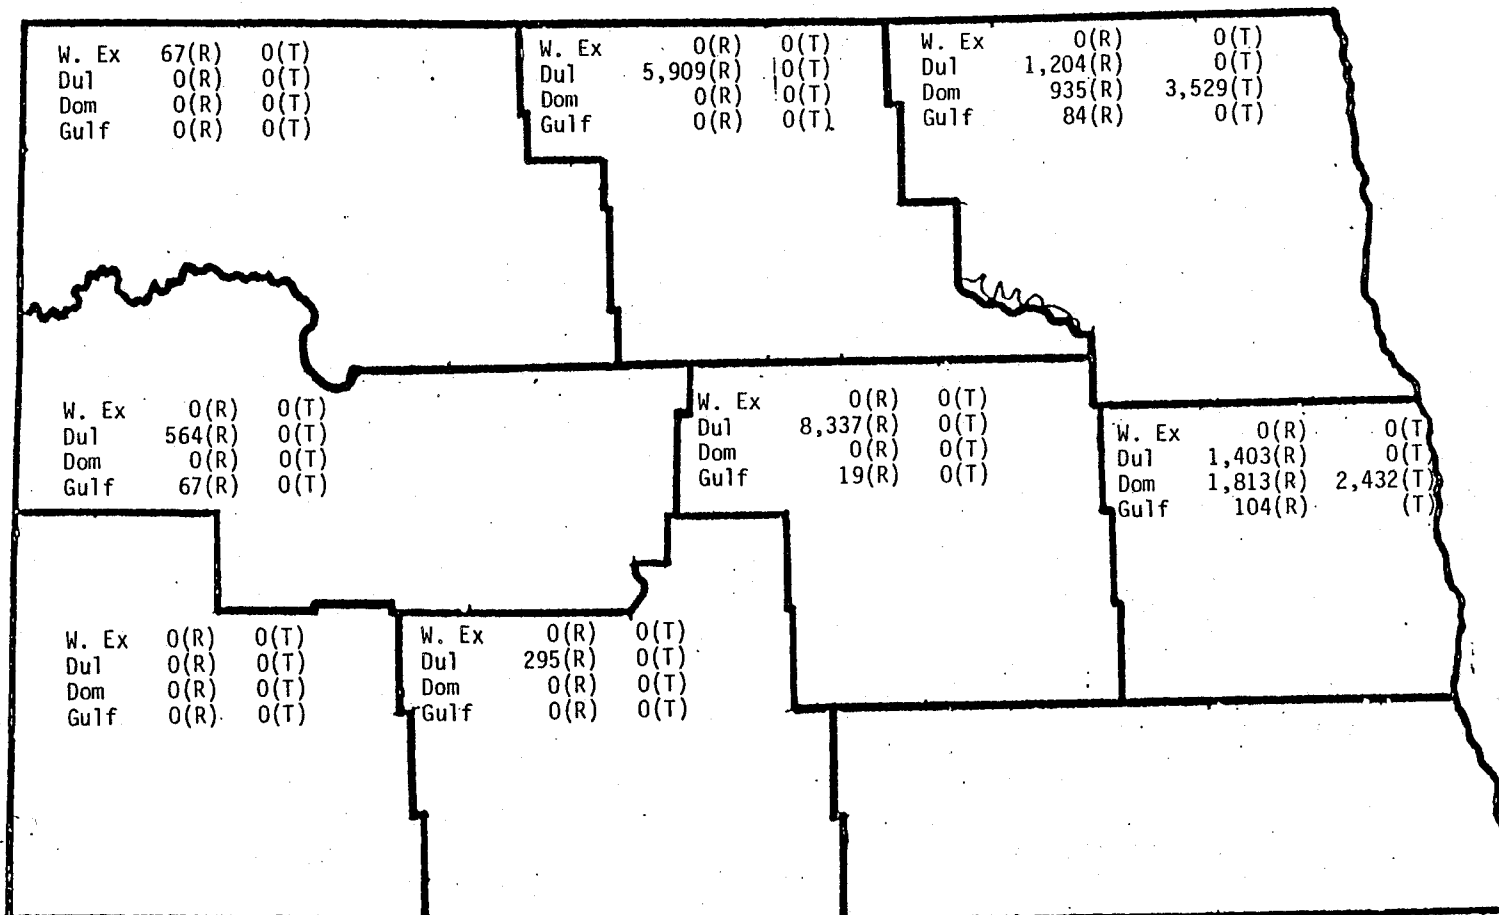 W. Ex 67(R) 0(T)
Dul 0(R) 0(T)
Dom 0(R) 0(T)
Gulf 0(R) 0(T)
W. Ex 0(R) 0(T)
Dul 5,909(R) 0(T)
Dom 0(R) 0(T)
Gulf 0(R) 0(T)
W. Ex 0(R) 0(T)
Dul 1,204(R) 0(T)
Dom 935(R) 3,529(T)
Gulf 84(R) 0(T)
W. Ex 0(R) 0(T)
Dul 564(R) 0(T)
Dom 0(R) 0(T)
Gulf 67(R) 0(T)
W. Ex 0(R) 0(T)
Dul 8,337(R) 0(T)
Dom 0(R) 0(T)
Gulf 19(R) 0(T)
W. Ex 0(R) 0(T
Dul 1,403(R) 0(T)
Dom 1,813(R) 2,432(T)
Gulf 104(R) (T)
W. Ex 0(R) 0(T)
Dul 0(R) 0(T)
Dom 0(R) 0(T)
Gulf 0(R) 0(T)
W. Ex 0(R) 0(T)
Dul 295(R) 0(T)
Dom 0(R) 0(T)
Gulf 0(R) 0(T)